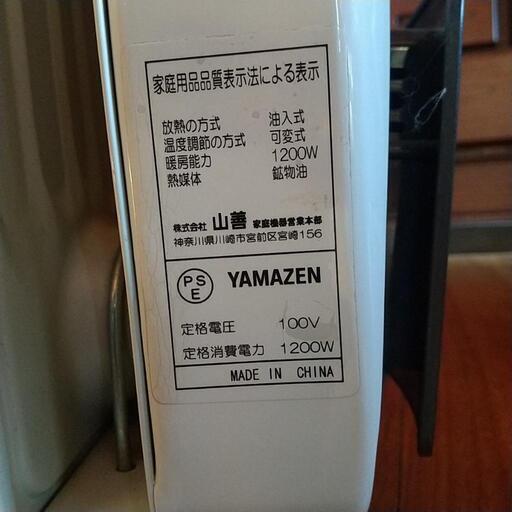 家庭用品品質表示法による表示
放熱の方式 油入式
温度調節の方式 可変式
暖房能力 1200W
熱媒体 鉱物油
株式会社 山善 家庭機器営業本部
神奈川県川崎市宮前区宮崎156
PSE YAMAZEN
定格電圧 100V
定格消費電力 1200W
MADE IN CHINA